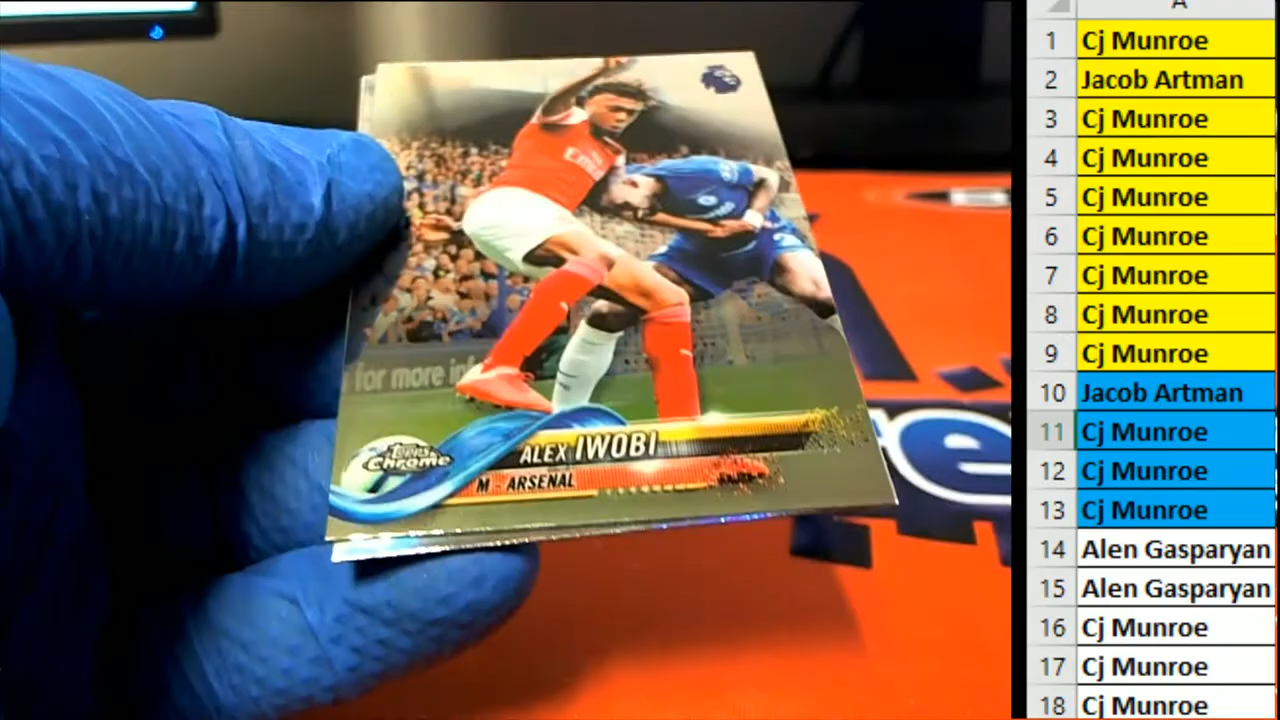 for more in
Topps
Chrome
ALEX IWOBI
M - ARSENAL
e
A
1 Cj Munroe
2 Jacob Artman
3 Cj Munroe
4 Cj Munroe
5 Cj Munroe
6 Cj Munroe
7 Cj Munroe
8 Cj Munroe
9 Cj Munroe
10 Jacob Artman
11 Cj Munroe
12 Cj Munroe
13 Cj Munroe
14 Alen Gasparyan
15 Alen Gasparyan
16 Cj Munroe
17 Cj Munroe
18 Cj Munroe